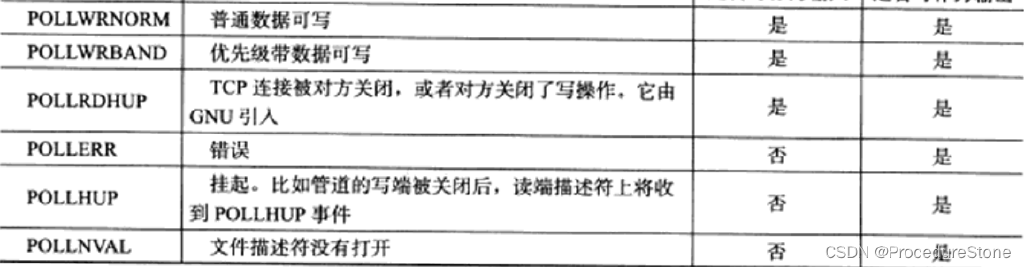 POLLWRNORM 普通数据可写 是 是
POLLWRBAND 优先级带数据可写 是 是
POLLRDHUP TCP 连接被对方关闭，或者对方关闭了写操作。它由 是 是
GNU 引入
POLLERR 错误 否 是
POLLHUP 挂起。比如管道的写端被关闭后，读端描述符上将收 否 是
到 POLLHUP 事件
POLLNVAL 文件描述符没有打开 否 是
CSDN @ProcedureStone